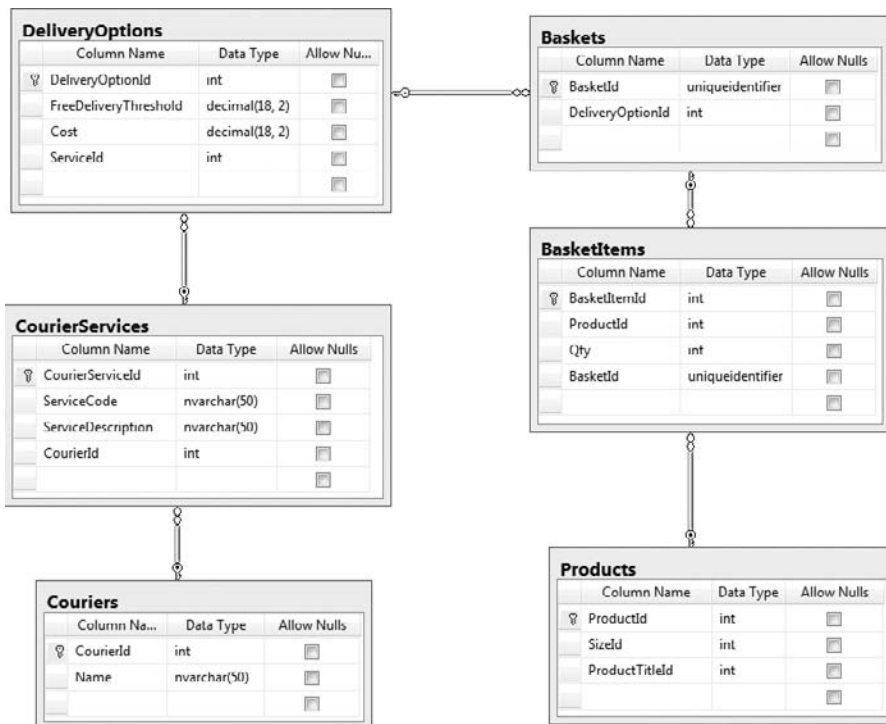 DeliveryOptions
Column Name Data Type Allow Nu...
DeliveryOptionId int
FreeDeliveryThreshold decimal(18, 2)
Cost decimal(18, 2)
ServiceId int
Baskets
Column Name Data Type Allow Nulls
BasketId uniqueidentifier
DeliveryOptionId int
BasketItems
Column Name Data Type Allow Nulls
BasketItemId int
ProductId int
Qty int
BasketId uniqueidentifier
CourierServices
Column Name Data Type Allow Nulls
CourierServiceId int
ServiceCode nvarchar(50)
ServiceDescription nvarchar(50)
CourierId int
Couriers
Column Na... Data Type Allow Nulls
CourierId int
Name nvarchar(50)
Products
Column Name Data Type Allow Nulls
ProductId int
SizeId int
ProductTitleId int